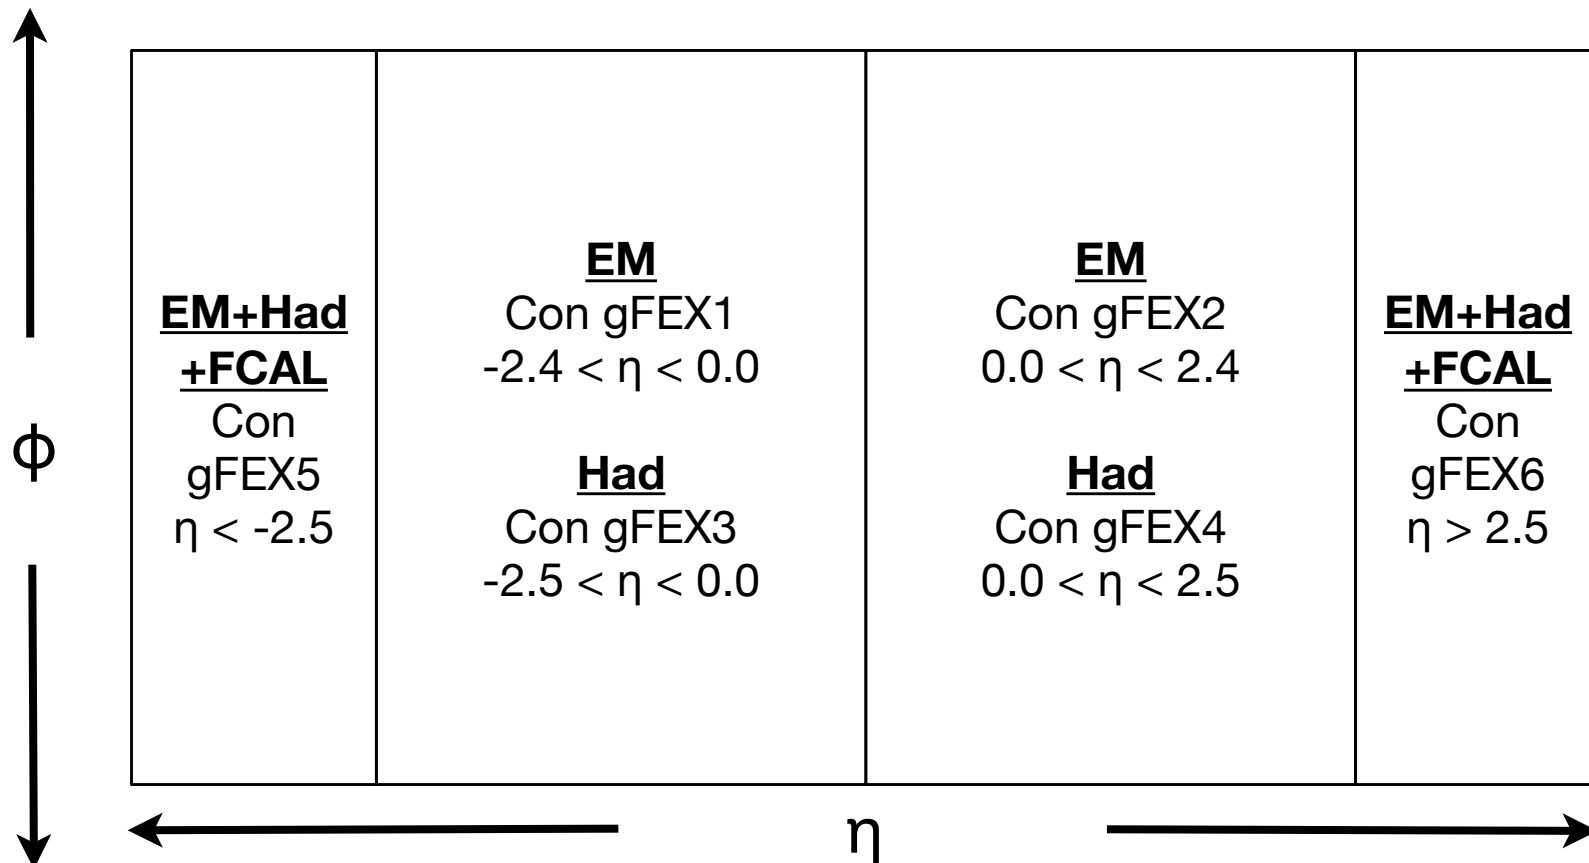 ϕ
EM+Had
+FCAL
Con
gFEX5
η < -2.5
EM
Con gFEX1
-2.4 < η < 0.0
Had
Con gFEX3
-2.5 < η < 0.0
EM
Con gFEX2
0.0 < η < 2.4
Had
Con gFEX4
0.0 < η < 2.5
EM+Had
+FCAL
Con
gFEX6
η > 2.5
η